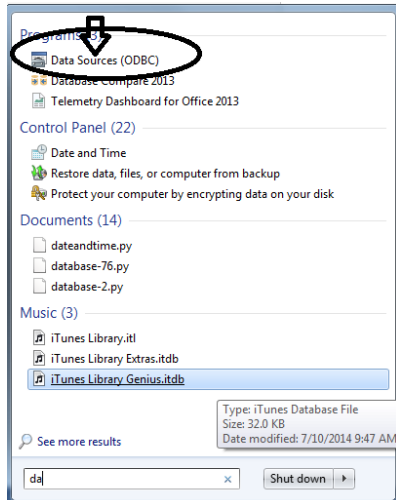 Programs (3)
Data Sources (ODBC)
Database Compare 2013
Telemetry Dashboard for Office 2013
Control Panel (22)
Date and Time
Restore data, files, or computer from backup
Protect your computer by encrypting data on your disk
Documents (14)
dateandtime.py
database-76.py
database-2.py
Music (3)
iTunes Library.itl
iTunes Library Extras.itdb
iTunes Library Genius.itdb
Type: iTunes Database File
Size: 32.0 KB
Date modified: 7/10/2014 9:47 AM
See more results
da
Shut down